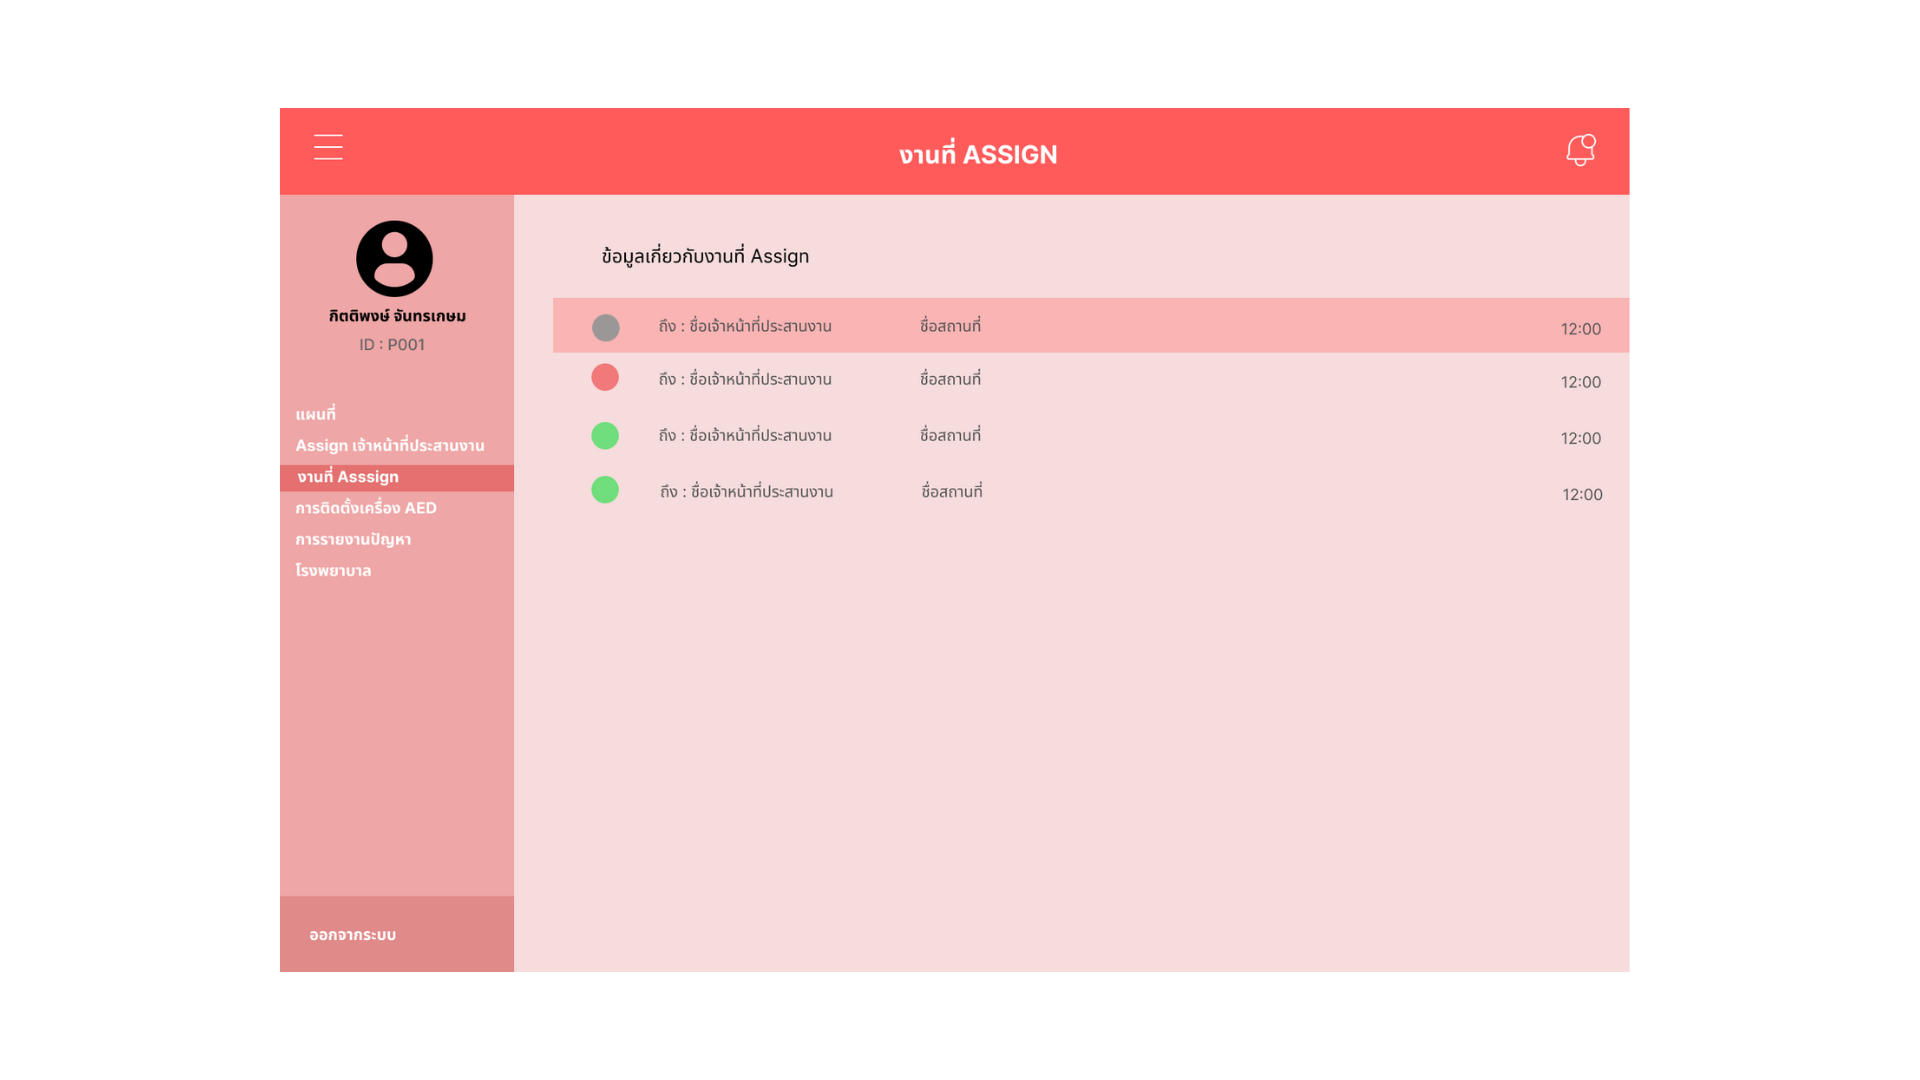 งานที่ ASSIGN
กิตติพงษ์ จันทรเกษม
ID : P001
แผนที่
Assign เจ้าหน้าที่ประสานงาน
งานที่ Asssign
การติดตั้งเครื่อง AED
การรายงานปัญหา
โรงพยาบาล
ออกจากระบบ
ข้อมูลเกี่ยวกับงานที่ Assign
ถึง : ชื่อเจ้าหน้าที่ประสานงาน ชื่อสถานที่ 12:00
ถึง : ชื่อเจ้าหน้าที่ประสานงาน ชื่อสถานที่ 12:00
ถึง : ชื่อเจ้าหน้าที่ประสานงาน ชื่อสถานที่ 12:00
ถึง : ชื่อเจ้าหน้าที่ประสานงาน ชื่อสถานที่ 12:00